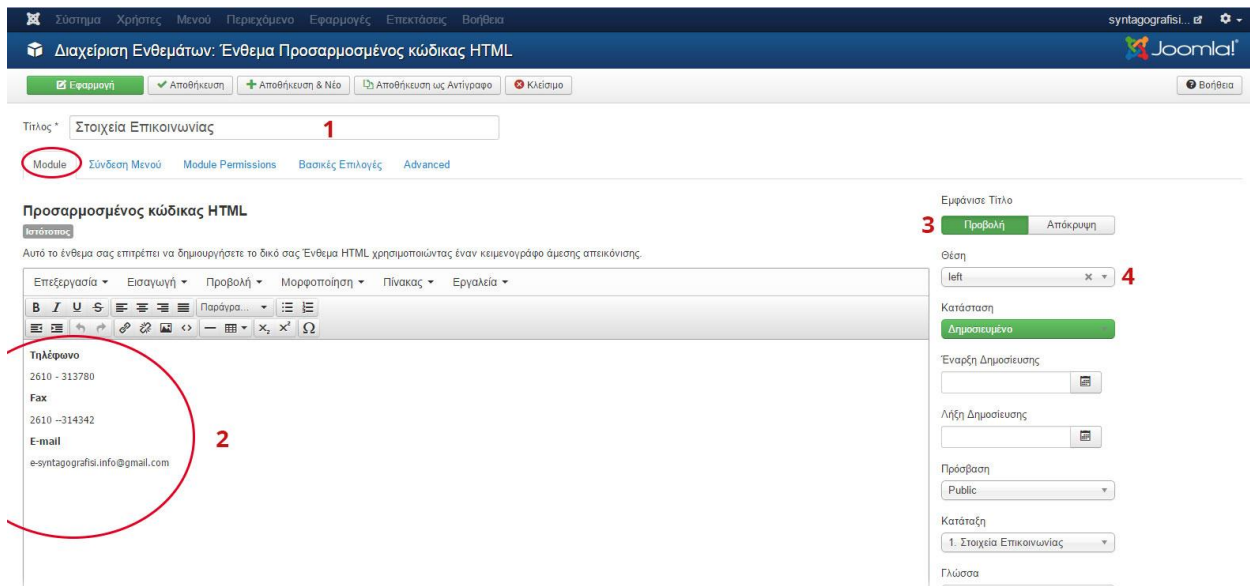 Σύστημα Χρήστες Μενού Περιεχόμενο Εφαρμογές Επεκτάσεις Βοήθεια syntagografisi...
Διαχείριση Ενθεμάτων: Ένθεμα Προσαρμοσμένος κώδικας HTML Joomla!
Εφαρμογή Αποθήκευση Αποθήκευση & Νέο Αποθήκευση ως Αντίγραφο Κλείσιμο Βοήθεια
Τίτλος * Στοιχεία Επικοινωνίας 1
Module Σύνδεση Μενού Module Permissions Βασικές Επιλογές Advanced
Προσαρμοσμένος κώδικας HTML
Ιστότοπος
Αυτό το ένθεμα σας επιτρέπει να δημιουργήσετε το δικό σας Ένθεμα HTML χρησιμοποιώντας έναν κειμενογράφο άμεσης απεικόνισης.
Επεξεργασία Εισαγωγή Προβολή Μορφοποίηση Πίνακας Εργαλεία
B I U S Παράγρα...
x₂ x² Ω
Τηλέφωνο
2610 - 313780
Fax
2610 --314342
E-mail
e-syntagografisi.info@gmail.com
2
Εμφάνισε Τίτλο
3 Προβολή Απόκρυψη
Θέση
left 4
Κατάσταση
Δημοσιευμένο
Έναρξη Δημοσίευσης
Λήξη Δημοσίευσης
Πρόσβαση
Public
Κατάταξη
1. Στοιχεία Επικοινωνίας
Γλώσσα